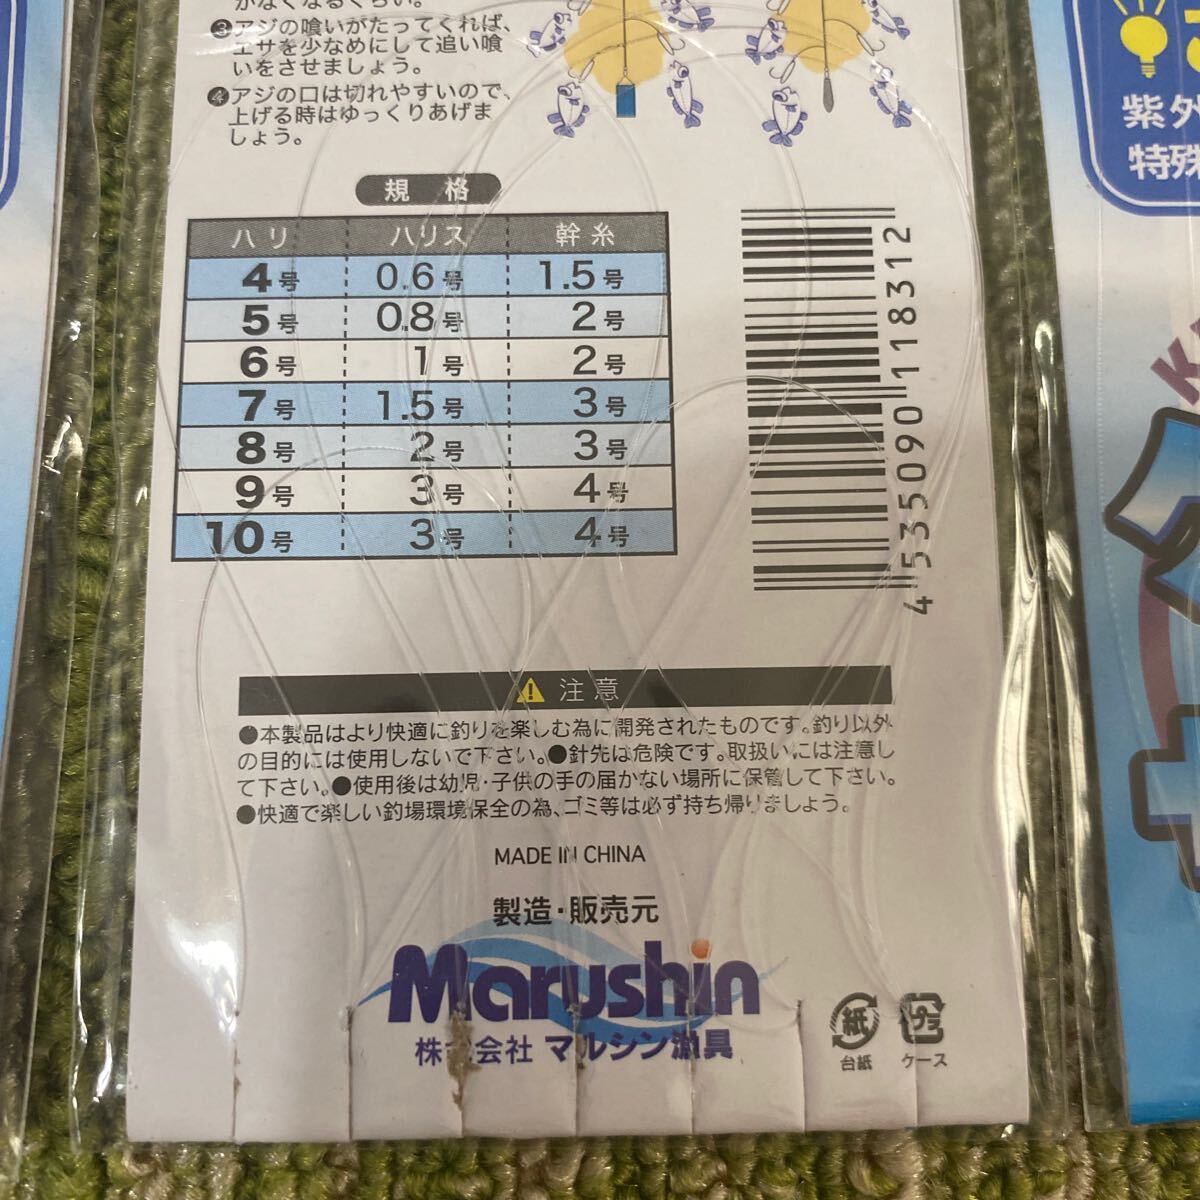 かなくなるくらい。
❸アジの喰いがたってくれば、
エサを少なめにして追い喰
いをさせましょう。
❹アジの口は切れやすいので、
上げる時はゆっくりあげま
しょう。
規 格
ハリ ハリス 幹糸
4号 0.6号 1.5号
5号 0.8号 2号
6号 1号 2号
7号 1.5号 3号
8号 2号 3号
9号 3号 4号
10号 3号 4号
4535090118312
注意
●本製品はより快適に釣りを楽しむ為に開発されたものです。釣り以外
の目的には使用しないで下さい。●針先は危険です。取扱いには注意し
て下さい。●使用後は幼児・子供の手の届かない場所に保管して下さい。
●快適で楽しい釣場環境保全の為、ゴミ等は必ず持ち帰りましょう。
MADE IN CHINA
製造・販売元
Marushin
株式会社 マルシン漁具
紙
台紙
プラ
ケース
紫外
特殊